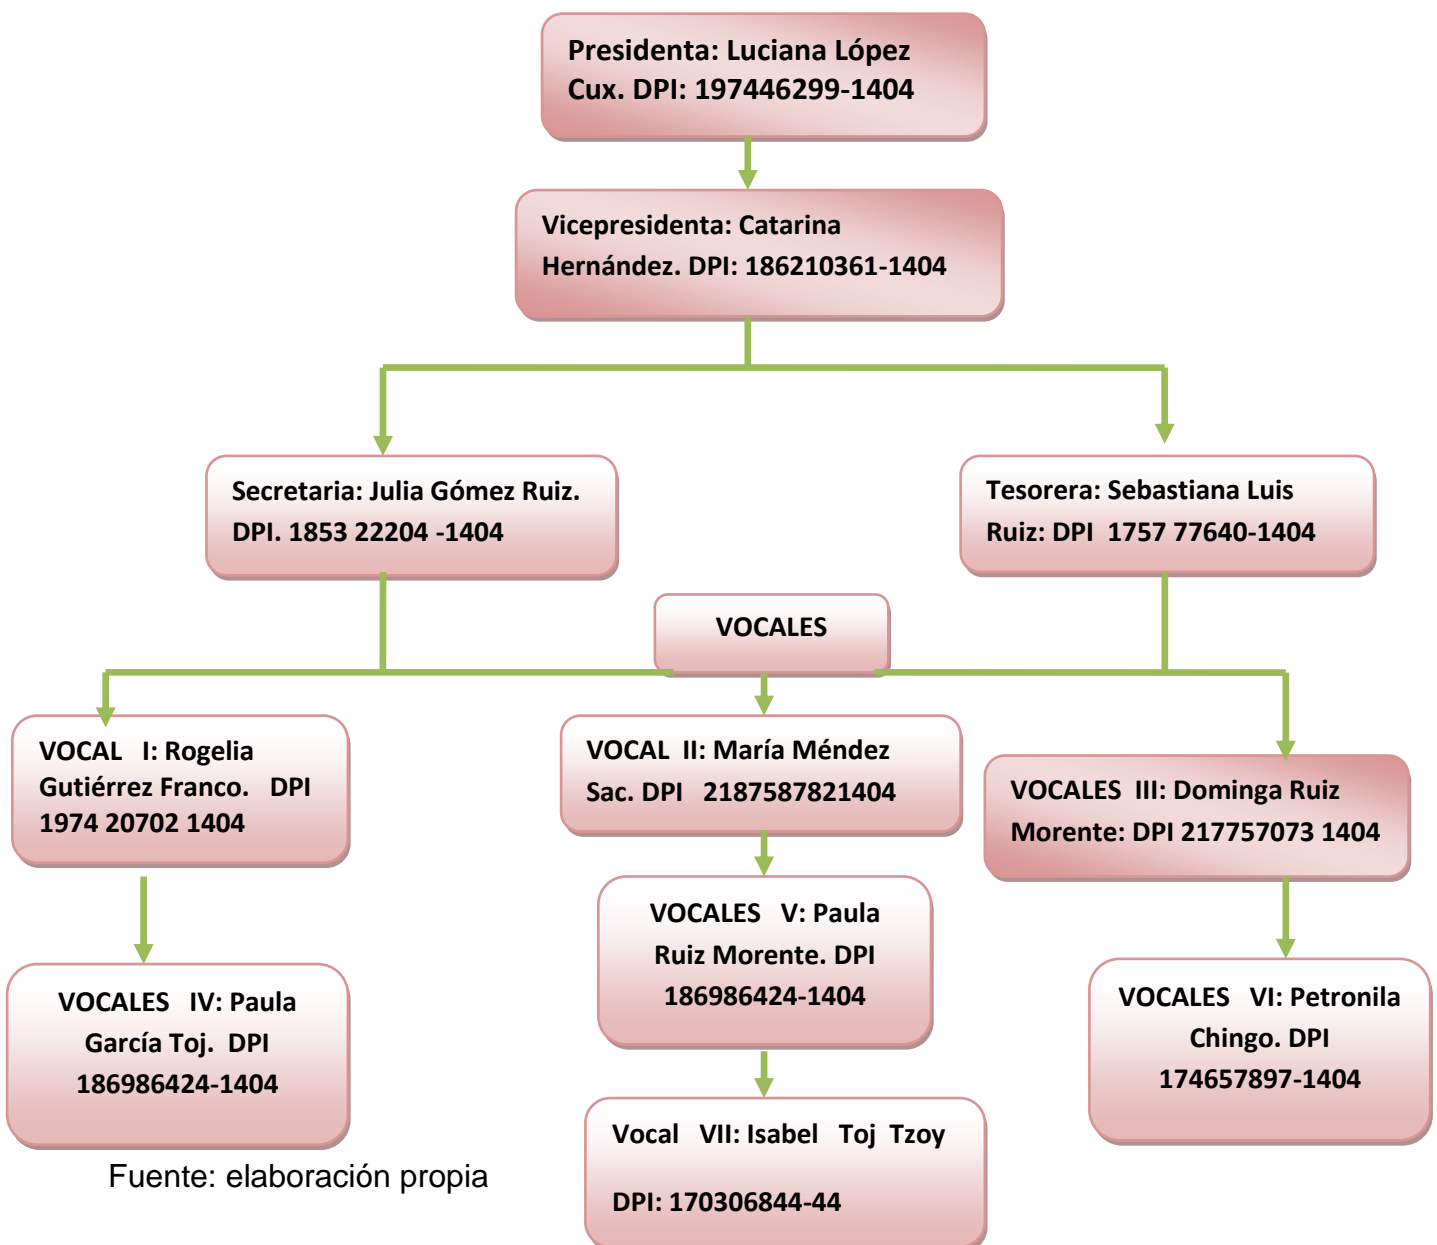 Presidenta: Luciana López
Cux. DPI: 197446299-1404
Vicepresidenta: Catarina
Hernández. DPI: 186210361-1404
Secretaria: Julia Gómez Ruiz.
DPI. 1853 22204 -1404
Tesorera: Sebastiana Luis
Ruiz: DPI 1757 77640-1404
VOCALES
VOCAL I: Rogelia
Gutiérrez Franco. DPI
1974 20702 1404
VOCAL II: María Méndez
Sac. DPI 2187587821404
VOCALES III: Dominga Ruiz
Morente: DPI 217757073 1404
VOCALES IV: Paula
García Toj. DPI
186986424-1404
VOCALES V: Paula
Ruiz Morente. DPI
186986424-1404
VOCALES VI: Petronila
Chingo. DPI
174657897-1404
Vocal VII: Isabel Toj Tzoy
DPI: 170306844-44
Fuente: elaboración propia